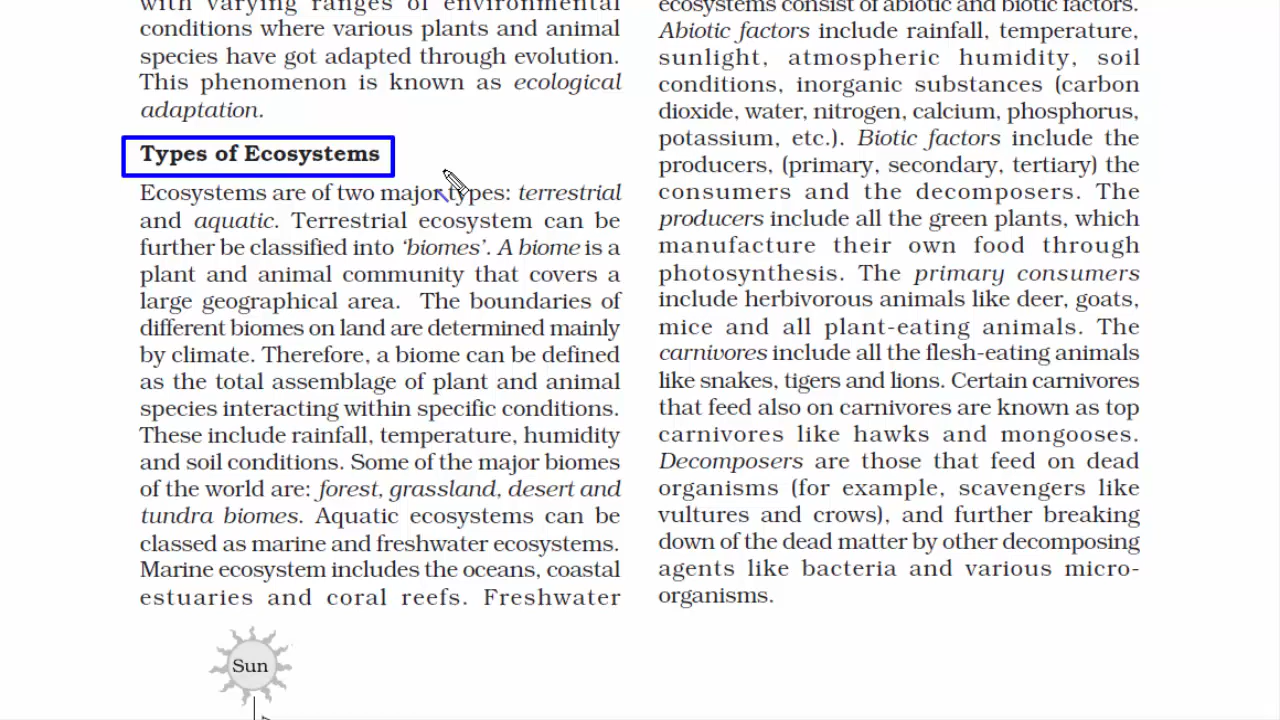 with varying ranges of environmental
conditions where various plants and animal
species have got adapted through evolution.
This phenomenon is known as ecological
adaptation.
Types of Ecosystems
Ecosystems are of two major types: terrestrial
and aquatic. Terrestrial ecosystem can be
further be classified into ‘biomes’. A biome is a
plant and animal community that covers a
large geographical area. The boundaries of
different biomes on land are determined mainly
by climate. Therefore, a biome can be defined
as the total assemblage of plant and animal
species interacting within specific conditions.
These include rainfall, temperature, humidity
and soil conditions. Some of the major biomes
of the world are: forest, grassland, desert and
tundra biomes. Aquatic ecosystems can be
classed as marine and freshwater ecosystems.
Marine ecosystem includes the oceans, coastal
estuaries and coral reefs. Freshwater
ecosystems consist of abiotic and biotic factors.
Abiotic factors include rainfall, temperature,
sunlight, atmospheric humidity, soil
conditions, inorganic substances (carbon
dioxide, water, nitrogen, calcium, phosphorus,
potassium, etc.). Biotic factors include the
producers, (primary, secondary, tertiary) the
consumers and the decomposers. The
producers include all the green plants, which
manufacture their own food through
photosynthesis. The primary consumers
include herbivorous animals like deer, goats,
mice and all plant-eating animals. The
carnivores include all the flesh-eating animals
like snakes, tigers and lions. Certain carnivores
that feed also on carnivores are known as top
carnivores like hawks and mongooses.
Decomposers are those that feed on dead
organisms (for example, scavengers like
vultures and crows), and further breaking
down of the dead matter by other decomposing
agents like bacteria and various micro-
organisms.
Sun